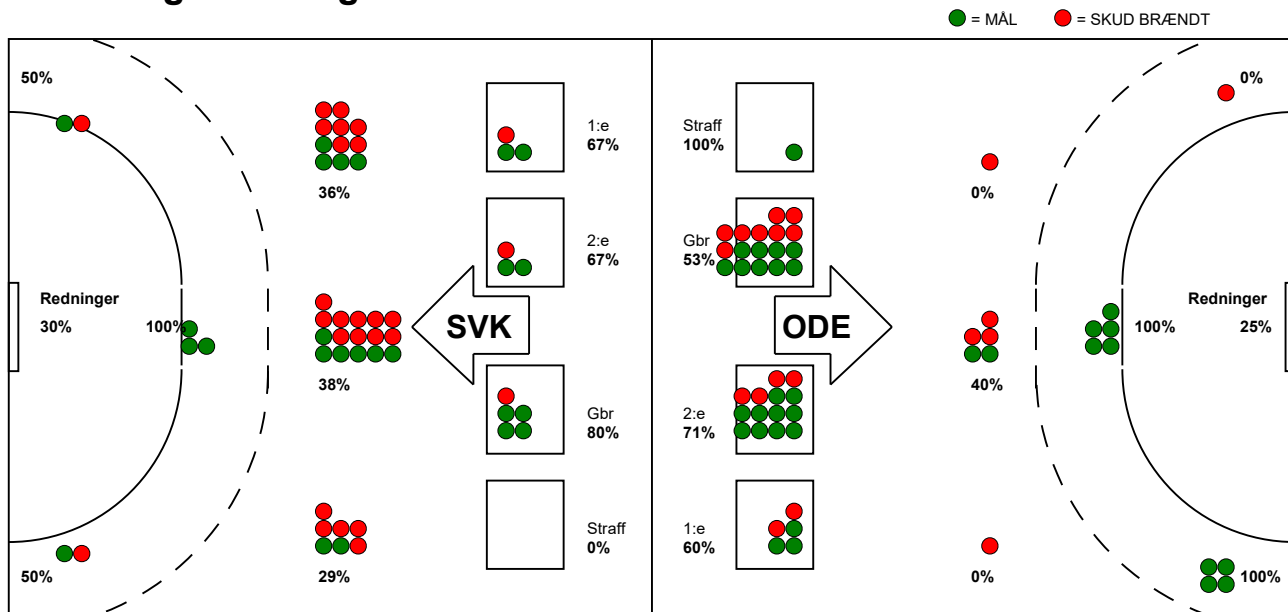 = MÅL
= SKUD BRÆNDT
50%
36%
1:e
67%
2:e
67%
Redninger
30%
100%
38%
SVK
Gbr
80%
Straff
0%
50%
29%
Straff
100%
0%
0%
Gbr
53%
ODE
Redninger
100%
25%
40%
2:e
71%
1:e
60%
0%
100%